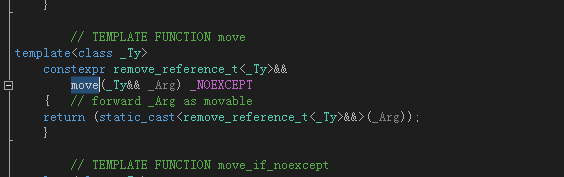 }
// TEMPLATE FUNCTION move
template<class _Ty>
constexpr remove_reference_t<_Ty>&&
move(_Ty&& _Arg) _NOEXCEPT
{ // forward _Arg as movable
return (static_cast<remove_reference_t<_Ty>&&>(_Arg));
}
// TEMPLATE FUNCTION move_if_noexcept